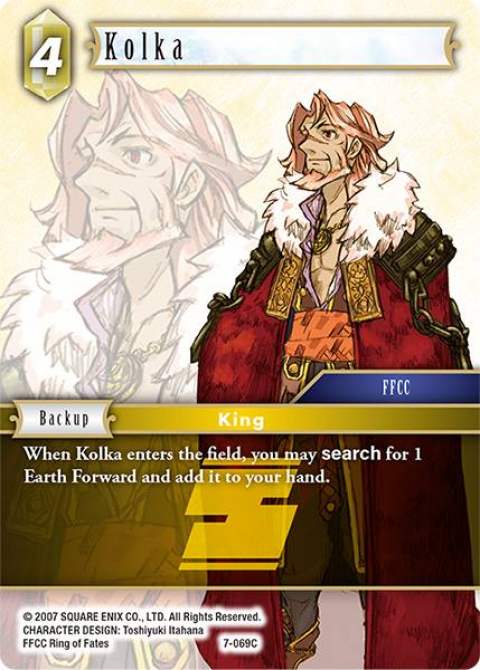 4
Kolka
FFCC
Backup
King
When Kolka enters the field, you may search for 1
Earth Forward and add it to your hand.
© 2007 SQUARE ENIX CO., LTD. All Rights Reserved.
CHARACTER DESIGN: Toshiyuki Itahana
FFCC Ring of Fates
7-069C